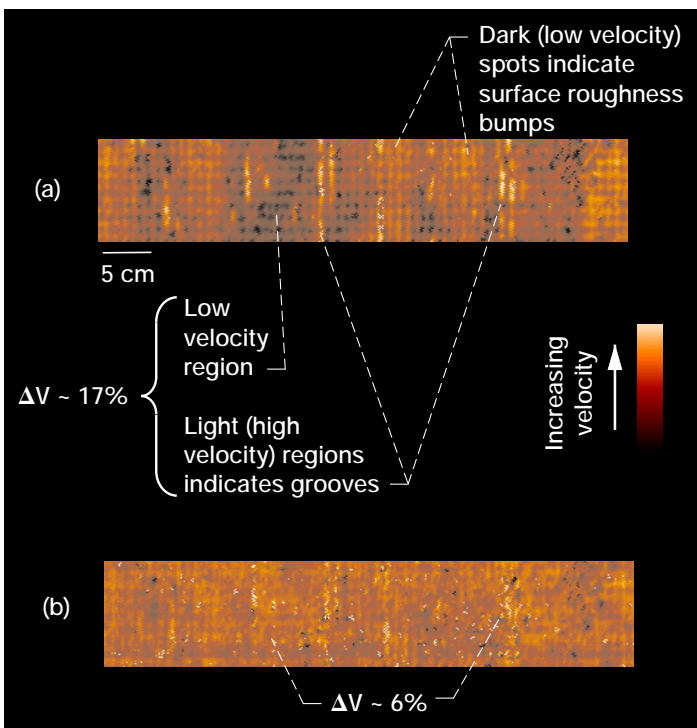 Dark (low velocity)
spots indicate
surface roughness
bumps
(a)
5 cm
Low
velocity
region
ΔV ~ 17%
Light (high
velocity) regions
indicates grooves
Increasing
velocity
(b)
ΔV ~ 6%